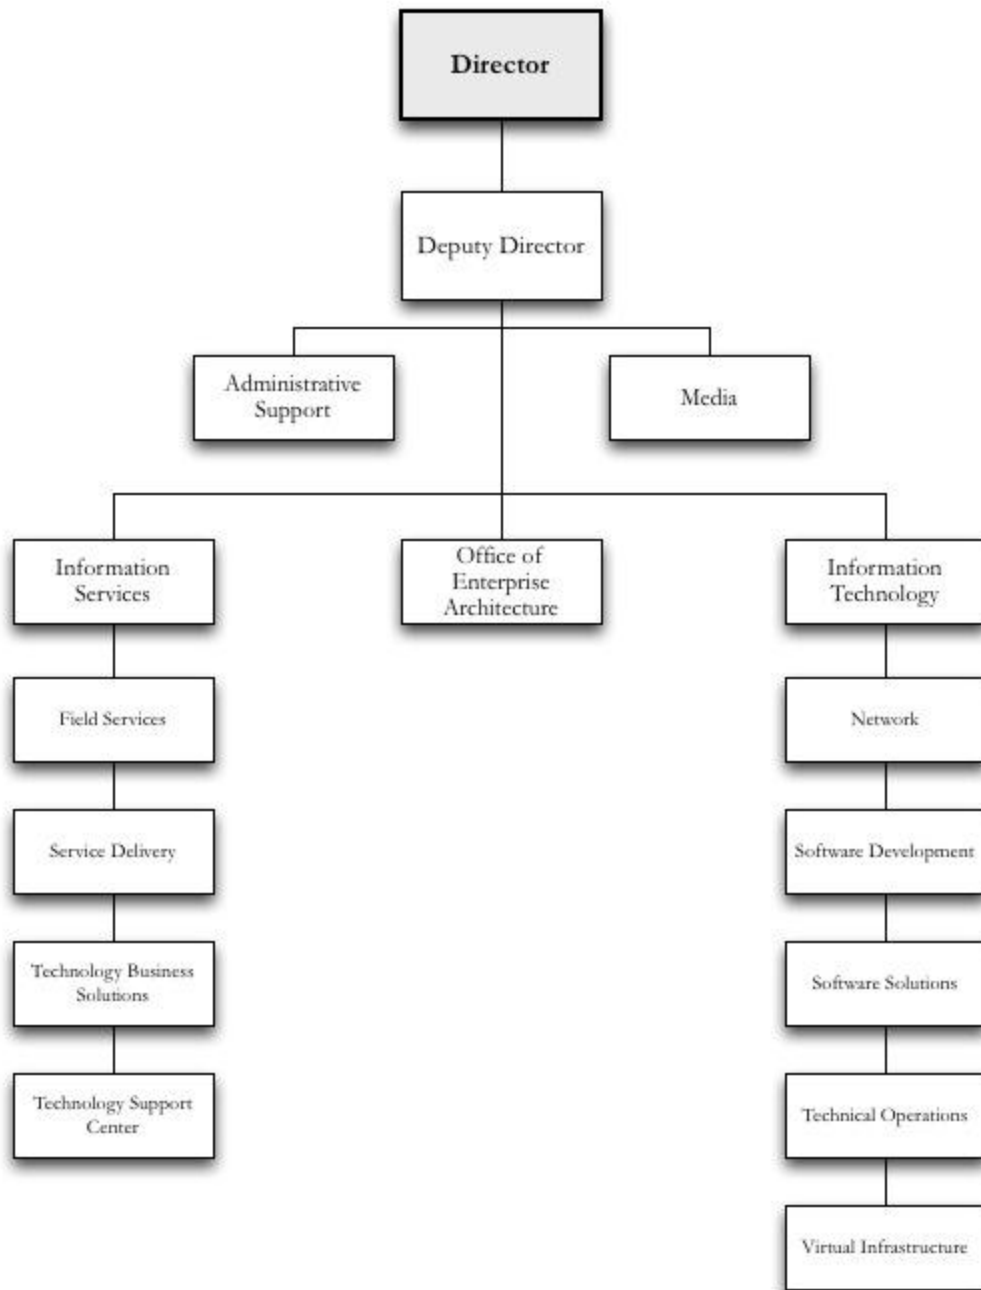 Director
Deputy Director
Administrative
Support
Media
Information
Services
Office of
Enterprise
Architecture
Information
Technology
Field Services
Network
Service Delivery
Software Development
Technology Business
Solutions
Software Solutions
Technology Support
Center
Technical Operations
Virtual Infrastructure